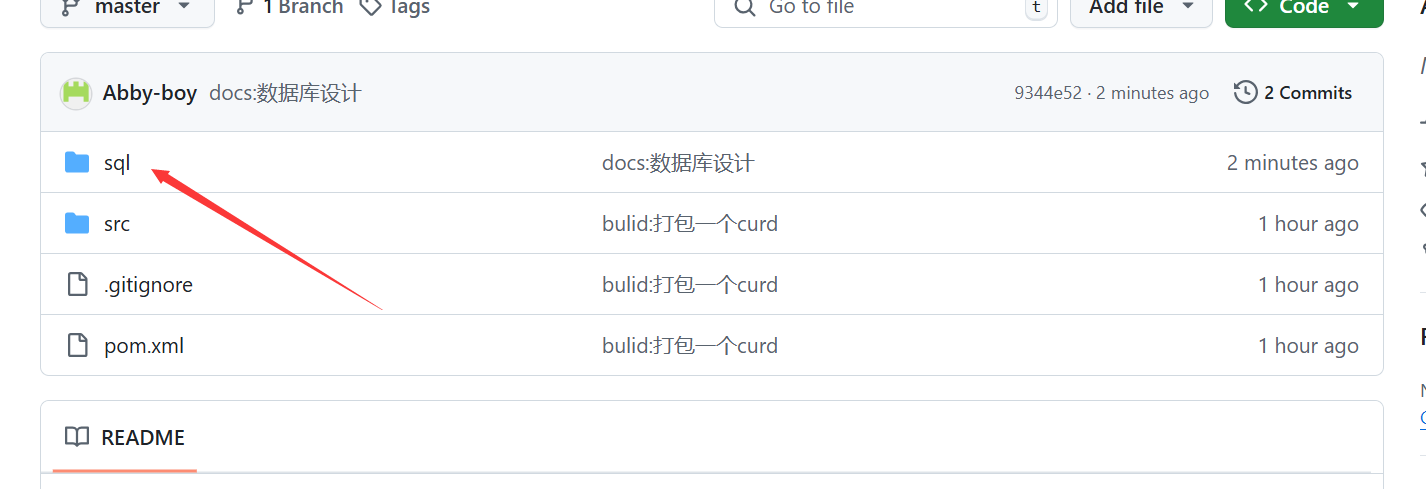 master 1 Branch Tags Go to file t Add file Code
Abby-boy docs:数据库设计 9344e52 · 2 minutes ago 2 Commits
sql docs:数据库设计 2 minutes ago
src bulid:打包一个curd 1 hour ago
.gitignore bulid:打包一个curd 1 hour ago
pom.xml bulid:打包一个curd 1 hour ago
README